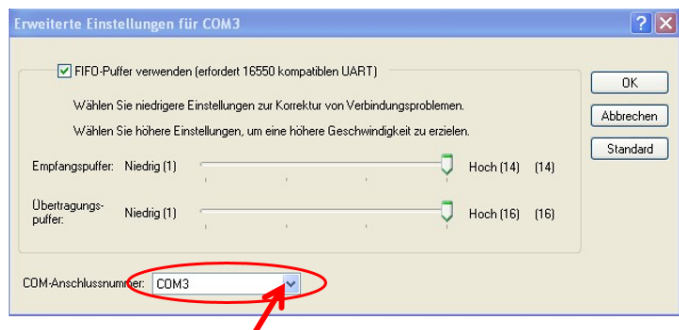 Erweiterte Einstellungen für COM3
FIFO-Puffer verwenden (erfordert 16550 kompatiblen UART)
OK
Wählen Sie niedrigere Einstellungen zur Korrektur von Verbindungsproblemen.
Abbrechen
Wählen Sie höhere Einstellungen, um eine höhere Geschwindigkeit zu erzielen.
Standard
Empfangspuffer: Niedrig (1) Hoch (14) (14)
Übertragungs-
puffer: Niedrig (1) Hoch (16) (16)
COM-Anschlussnummer: COM3